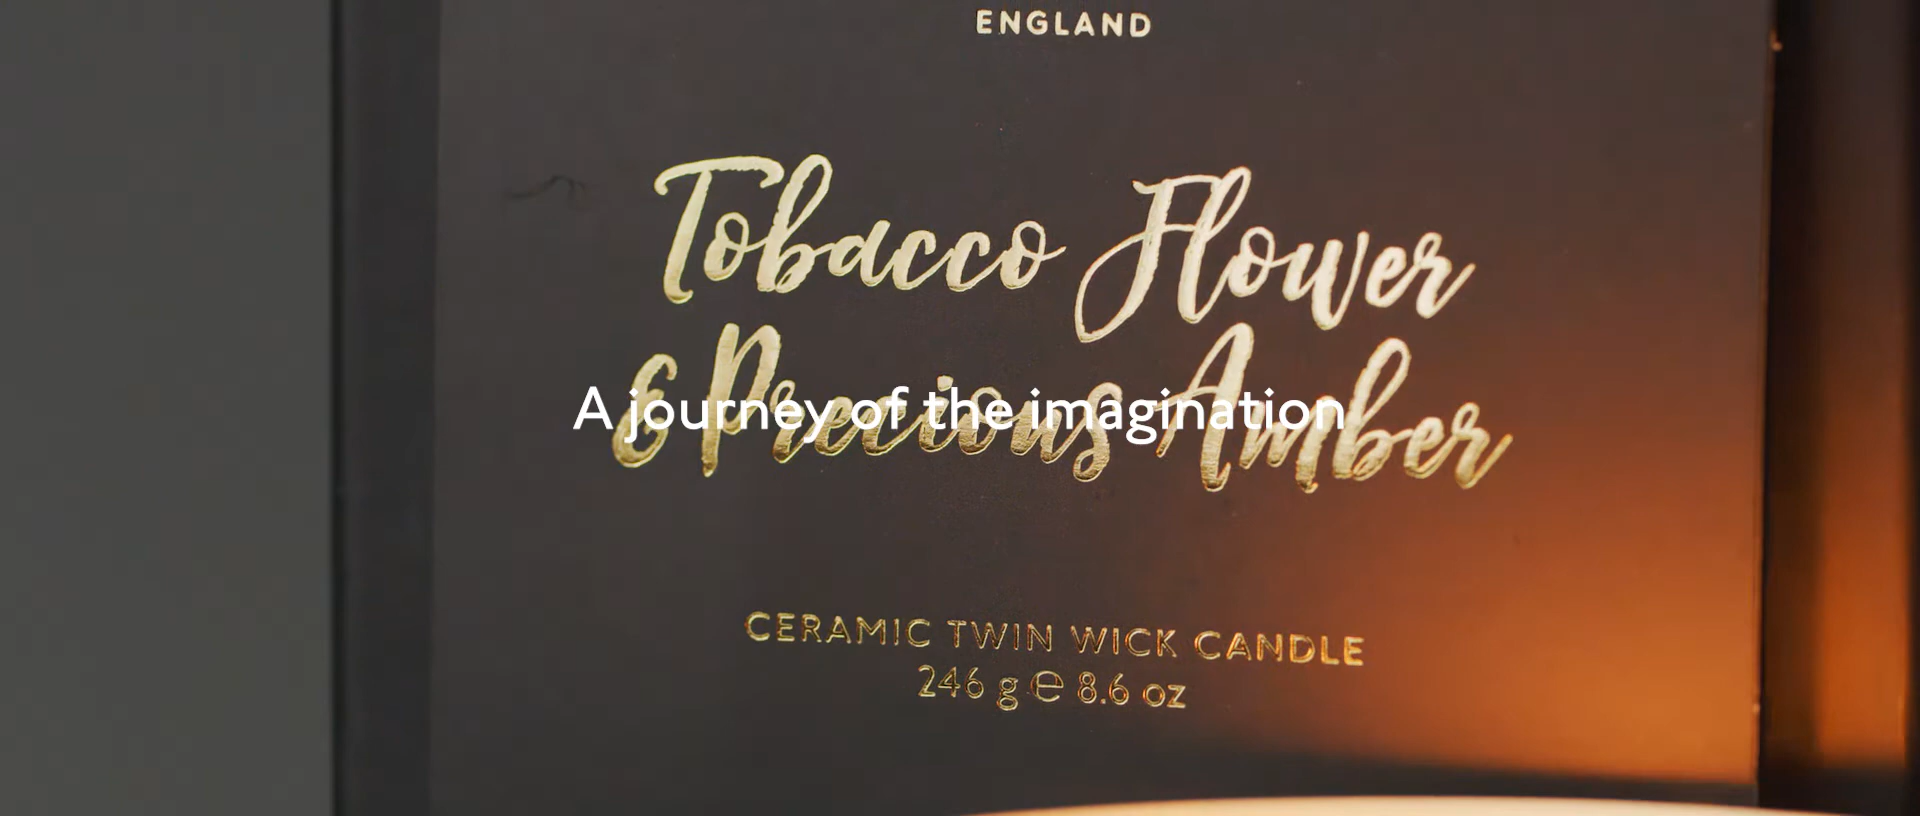 ENGLAND
Tobacco Flower
& Precious Amber
A journey of the imagination
CERAMIC TWIN WICK CANDLE
246 g ℮ 8.6 oz